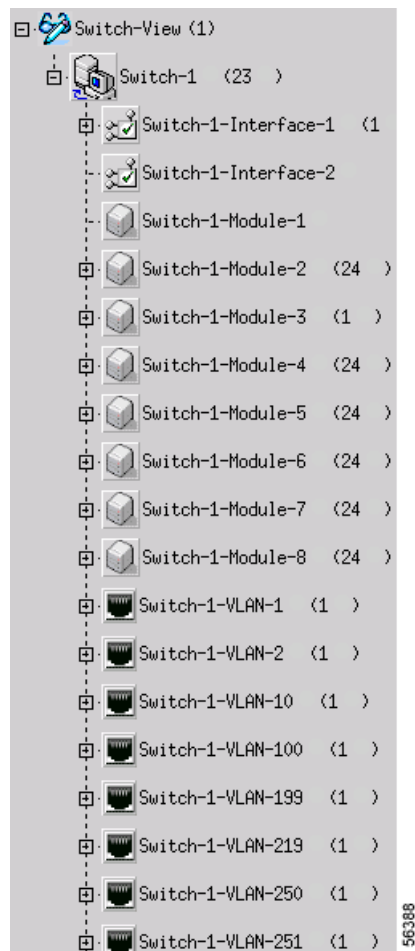 Switch-View (1)
Switch-1 (23 )
Switch-1-Interface-1 (1
Switch-1-Interface-2
Switch-1-Module-1
Switch-1-Module-2 (24 )
Switch-1-Module-3 (1 )
Switch-1-Module-4 (24 )
Switch-1-Module-5 (24 )
Switch-1-Module-6 (24 )
Switch-1-Module-7 (24 )
Switch-1-Module-8 (24 )
Switch-1-VLAN-1 (1 )
Switch-1-VLAN-2 (1 )
Switch-1-VLAN-10 (1 )
Switch-1-VLAN-100 (1 )
Switch-1-VLAN-199 (1 )
Switch-1-VLAN-219 (1 )
Switch-1-VLAN-250 (1 )
Switch-1-VLAN-251 (1 )
56388